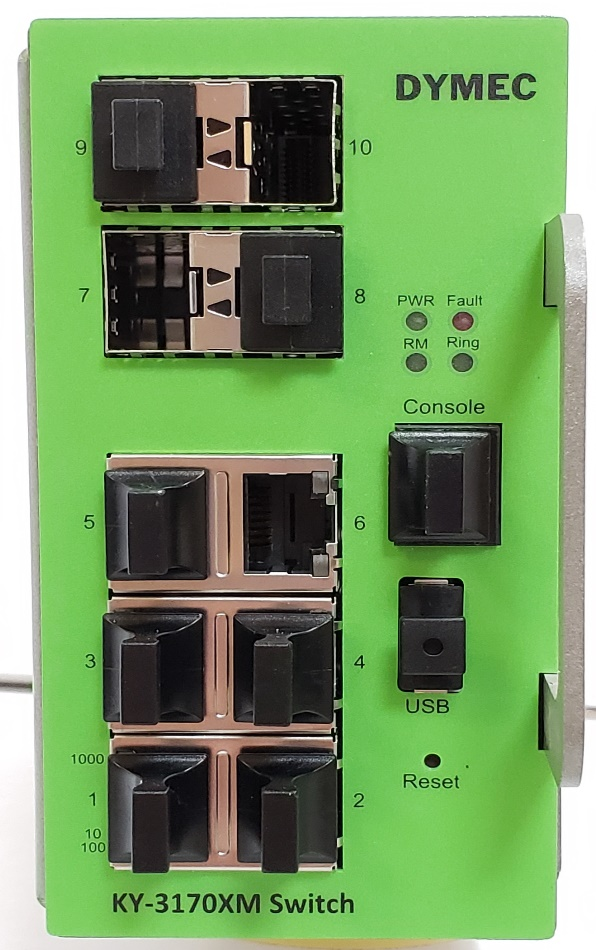 DYMEC
9
10
7
8
PWR Fault
RM Ring
Console
5
6
3
4
USB
1000
1
2
10
100
Reset
KY-3170XM Switch